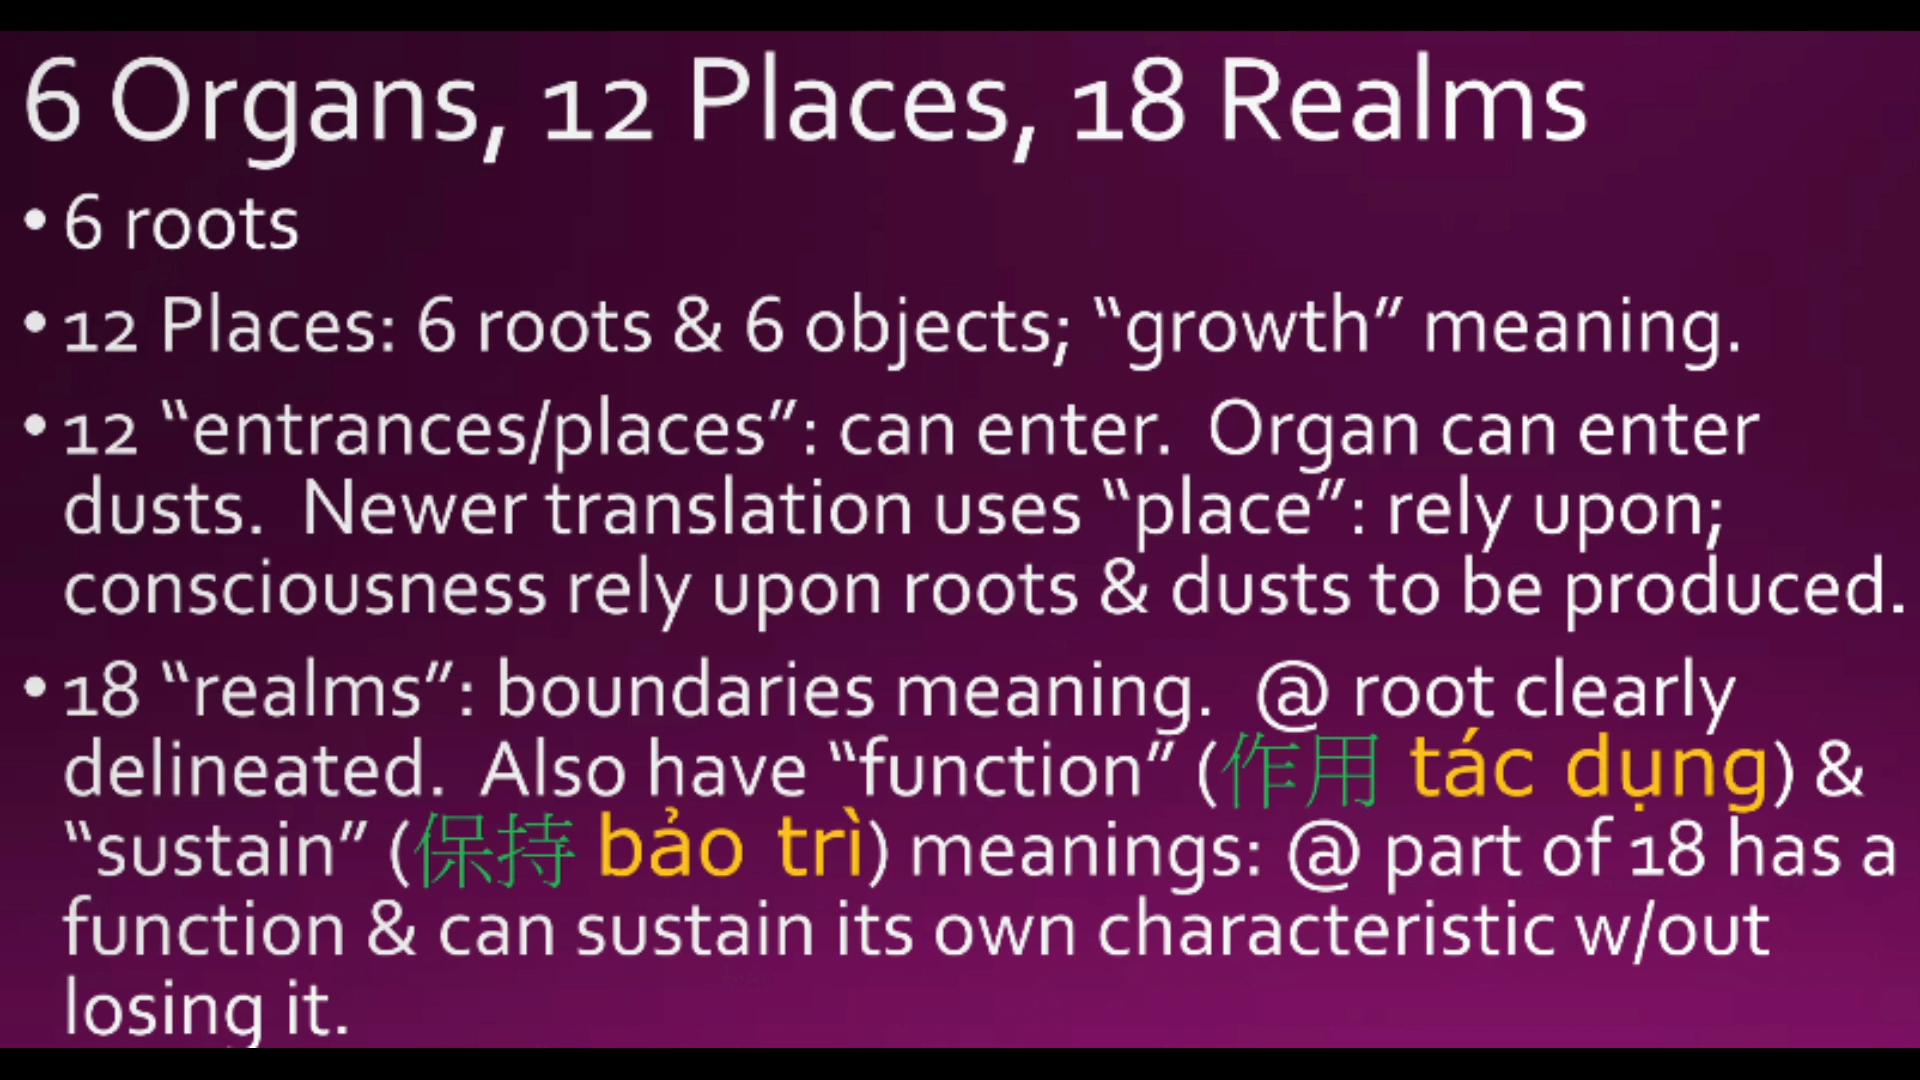 6 Organs, 12 Places, 18 Realms
• 6 roots
• 12 Places: 6 roots & 6 objects; “growth” meaning.
• 12 “entrances/places”: can enter.  Organ can enter
dusts.  Newer translation uses “place”: rely upon;
consciousness rely upon roots & dusts to be produced.
• 18 “realms”: boundaries meaning.  @ root clearly
delineated.  Also have “function” (作用 tác dụng) &
“sustain” (保持 bảo trì) meanings: @ part of 18 has a
function & can sustain its own characteristic w/out
losing it.